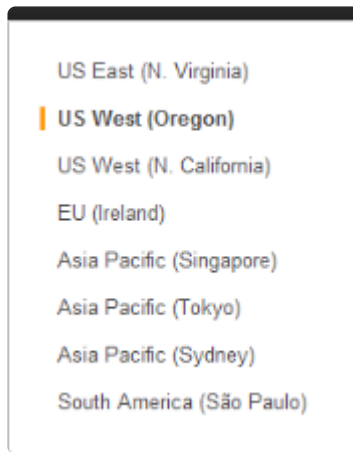 US East (N. Virginia)
US West (Oregon)
US West (N. California)
EU (Ireland)
Asia Pacific (Singapore)
Asia Pacific (Tokyo)
Asia Pacific (Sydney)
South America (São Paulo)